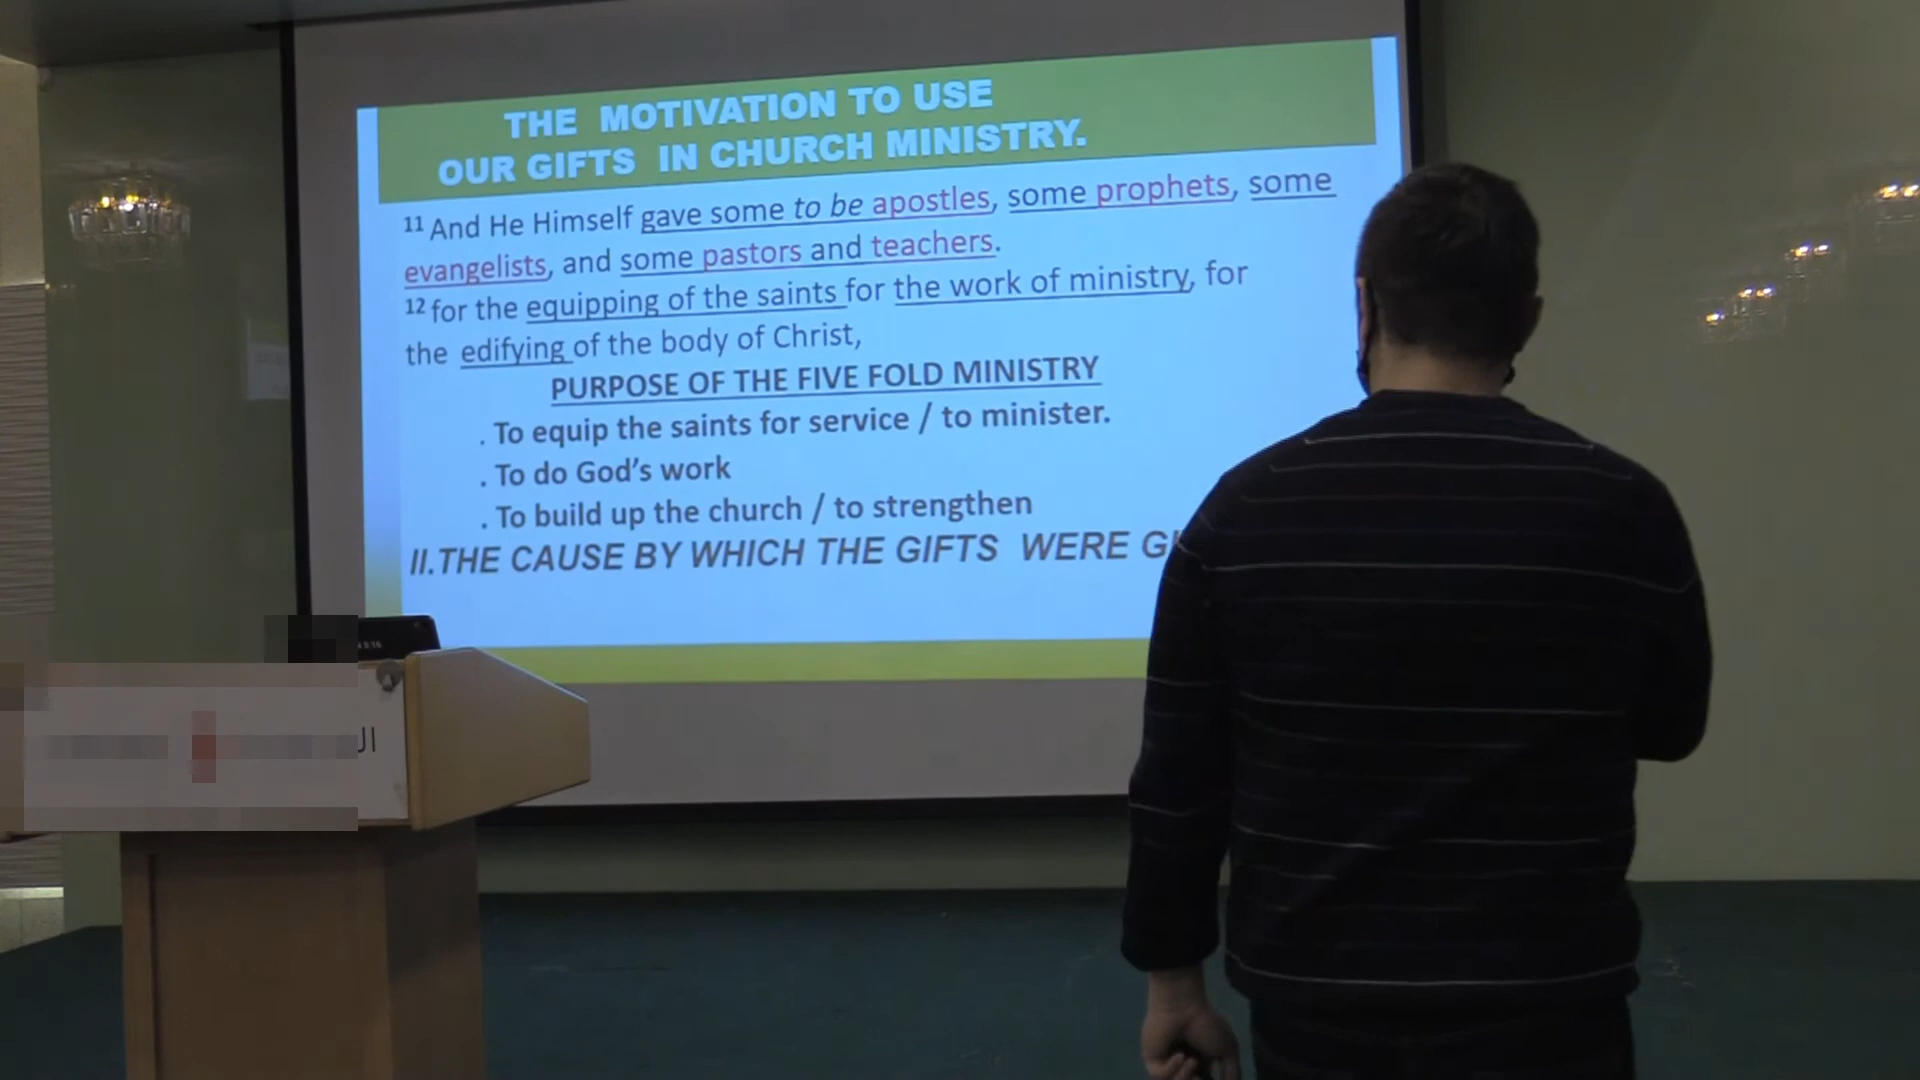 THE MOTIVATION TO USE
OUR GIFTS IN CHURCH MINISTRY.
11 And He Himself gave some to be apostles, some prophets, some
evangelists, and some pastors and teachers.
12 for the equipping of the saints for the work of ministry, for
the edifying of the body of Christ,
PURPOSE OF THE FIVE FOLD MINISTRY
. To equip the saints for service / to minister.
. To do God's work
. To build up the church / to strengthen
II.THE CAUSE BY WHICH THE GIFTS WERE